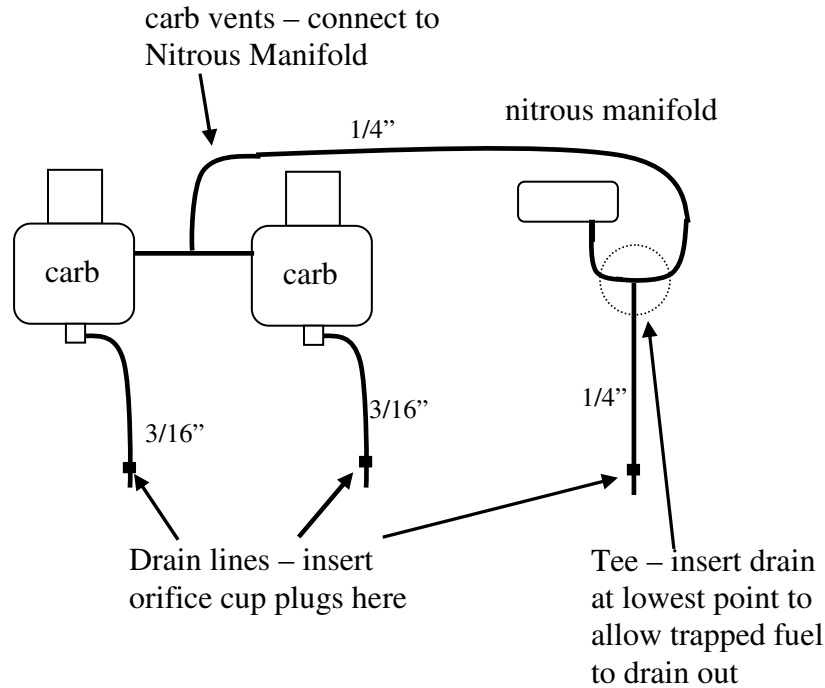 carb vents – connect to
Nitrous Manifold
nitrous manifold
1/4”
carb
carb
3/16”
3/16”
1/4”
Drain lines – insert
orifice cup plugs here
Tee – insert drain
at lowest point to
allow trapped fuel
to drain out